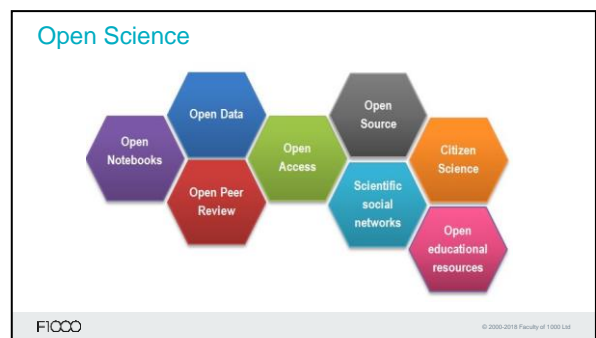 Open Science
Open
Notebooks
Open Data
Open Peer
Review
Open
Access
Open
Source
Scientific
social
networks
Citizen
Science
Open
educational
resources
F1000
© 2000-2018 Faculty of 1000 Ltd